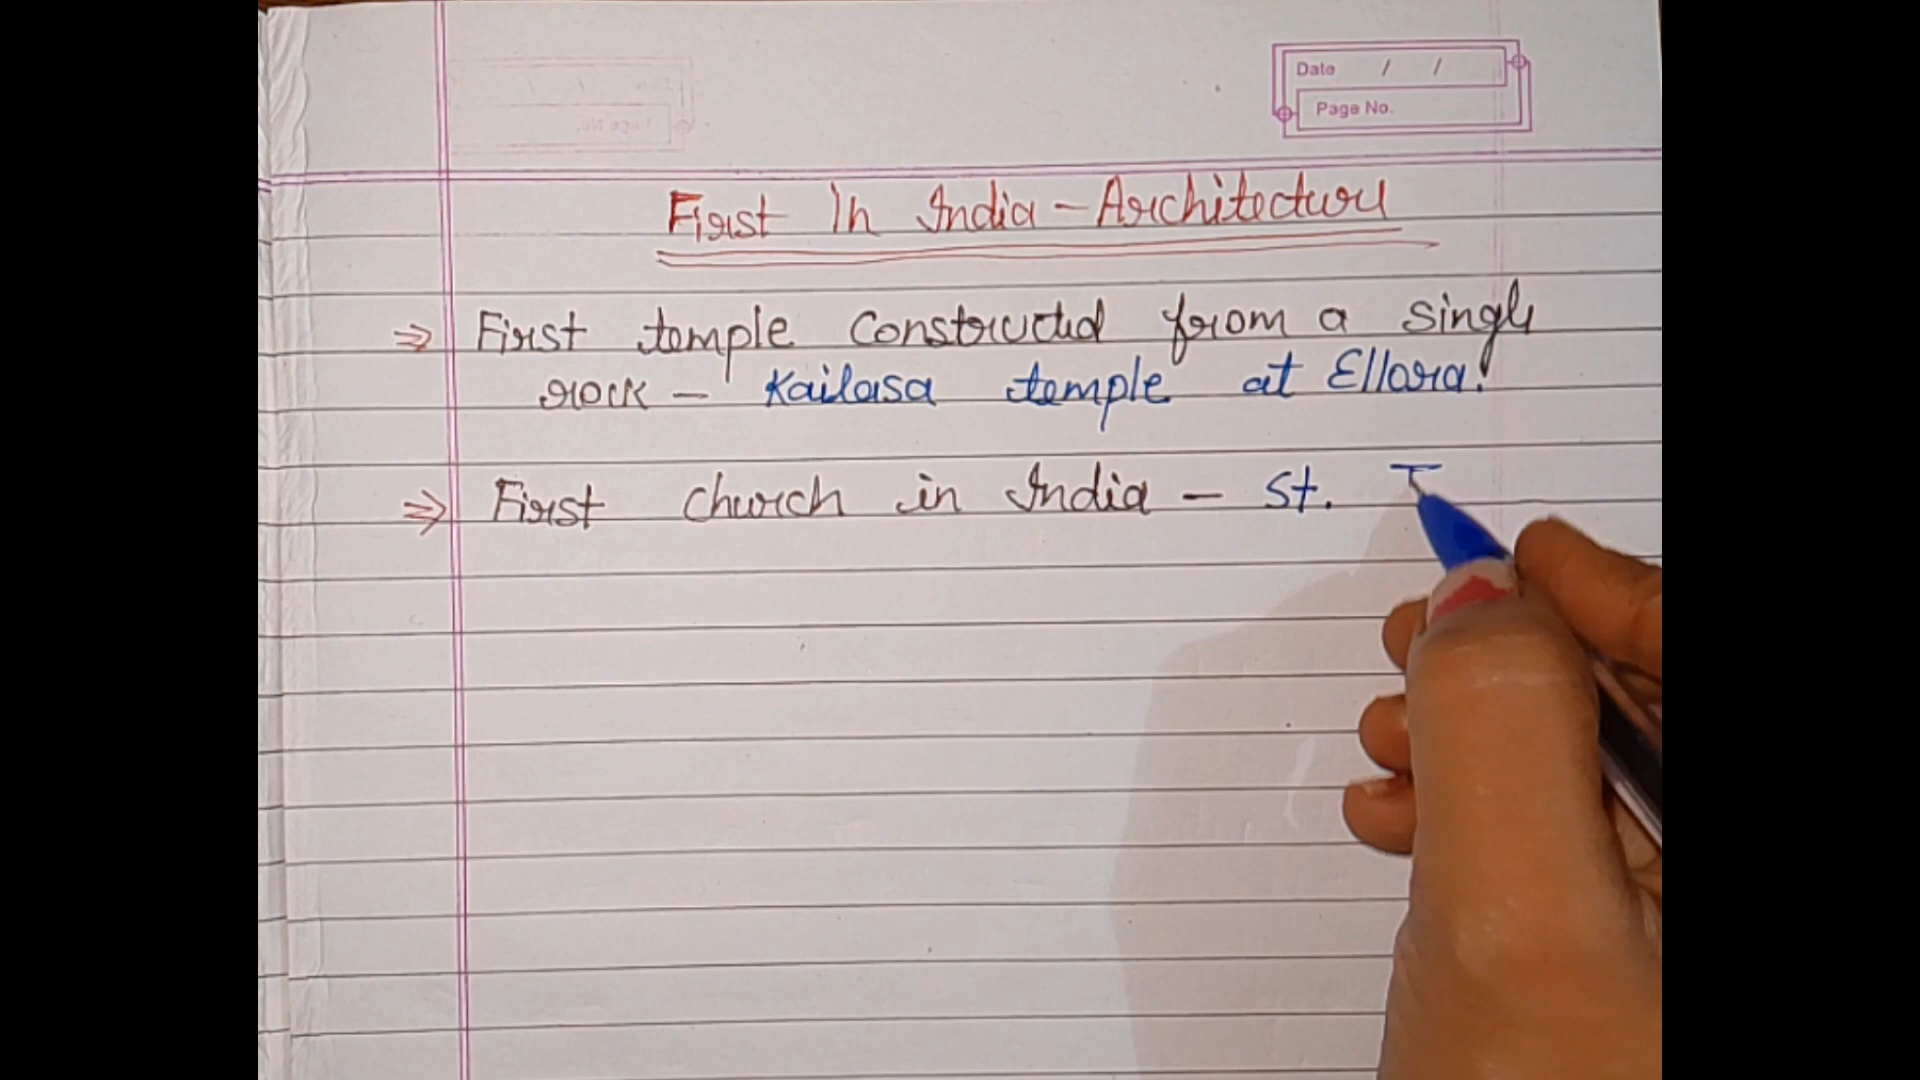 Date / /
Page No.
First In India - Architecture
⇒ First temple constructed from a single
rock - Kailasa temple at Ellora.
⇒ First church in India - St. T